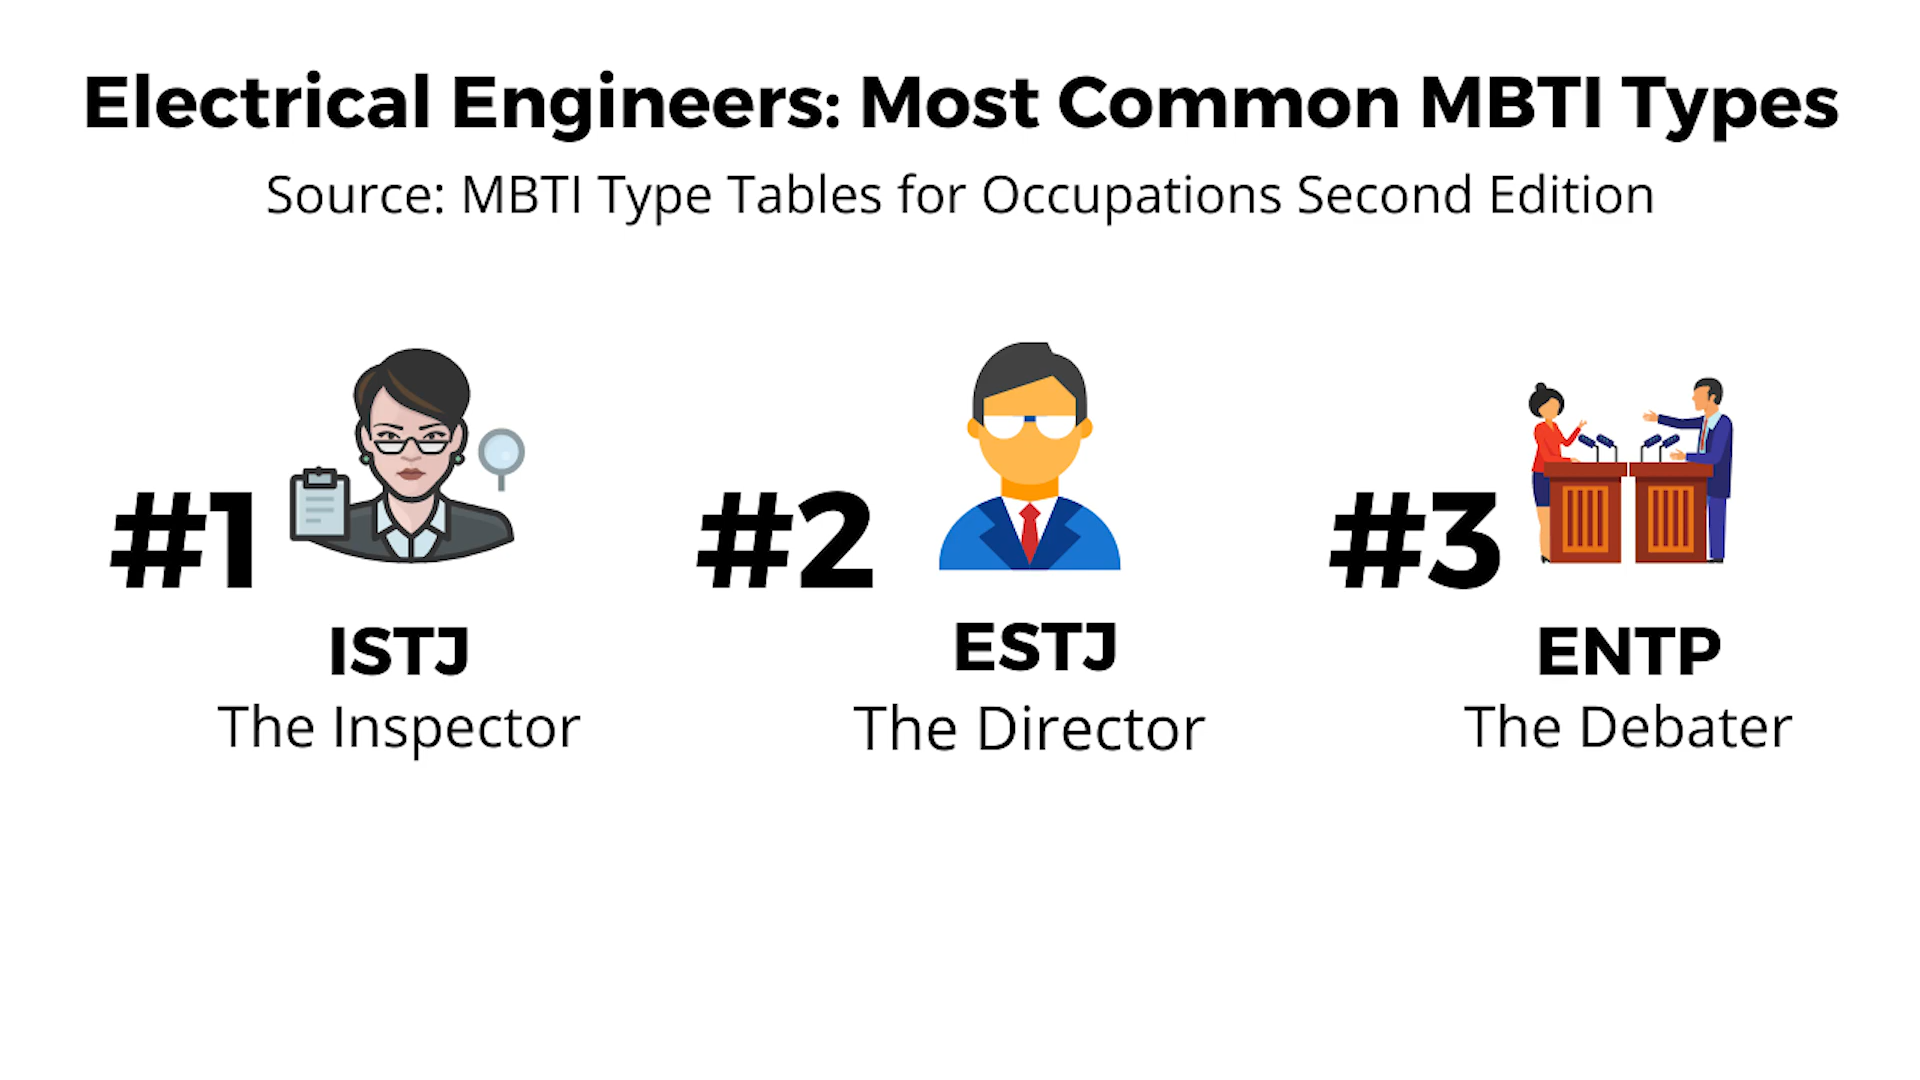 Electrical Engineers: Most Common MBTI Types
Source: MBTI Type Tables for Occupations Second Edition
#1
ISTJ
The Inspector
#2
ESTJ
The Director
#3
ENTP
The Debater